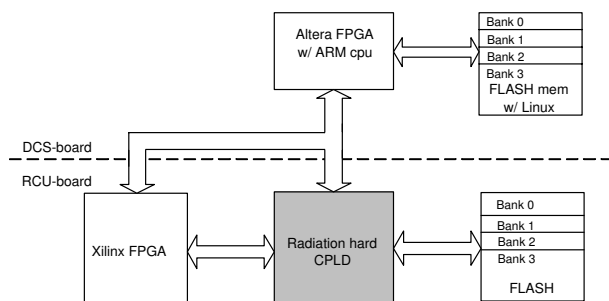 Altera FPGA
w/ ARM cpu
Bank 0
Bank 1
Bank 2
Bank 3
FLASH mem
w/ Linux
DCS-board
RCU-board
Xilinx FPGA
Radiation hard
CPLD
Bank 0
Bank 1
Bank 2
Bank 3
FLASH